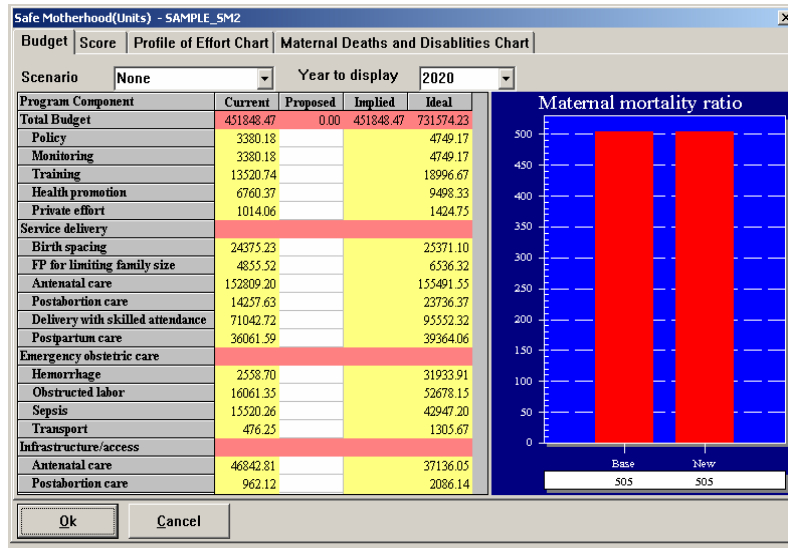 Safe Motherhood(Units) - SAMPLE_SM2
Budget Score Profile of Effort Chart Maternal Deaths and Disablities Chart
Scenario None Year to display 2020
Program Component Current Proposed Implied Ideal
Total Budget 451848.47 0.00 451848.47 731574.23
Policy 3380.18 4749.17
Monitoring 3380.18 4749.17
Training 13520.74 18996.67
Health promotion 6760.37 9498.33
Private effort 1014.06 1424.75
Service delivery
Birth spacing 24375.23 25371.10
FP for limiting family size 4855.52 6536.32
Antenatal care 152809.20 155491.55
Postabortion care 14257.63 23736.37
Delivery with skilled attendance 71042.72 95552.32
Postpartum care 36061.59 39364.06
Emergency obstetric care
Hemorrhage 2558.70 31933.91
Obstructed labor 16061.35 52678.15
Sepsis 15520.26 42947.20
Transport 476.25 1305.67
Infrastructure/access
Antenatal care 46842.81 37136.05
Postabortion care 962.12 2086.14
Maternal mortality ratio
500
450
400
350
300
250
200
150
100
50
0
Base New
505 505
Ok Cancel